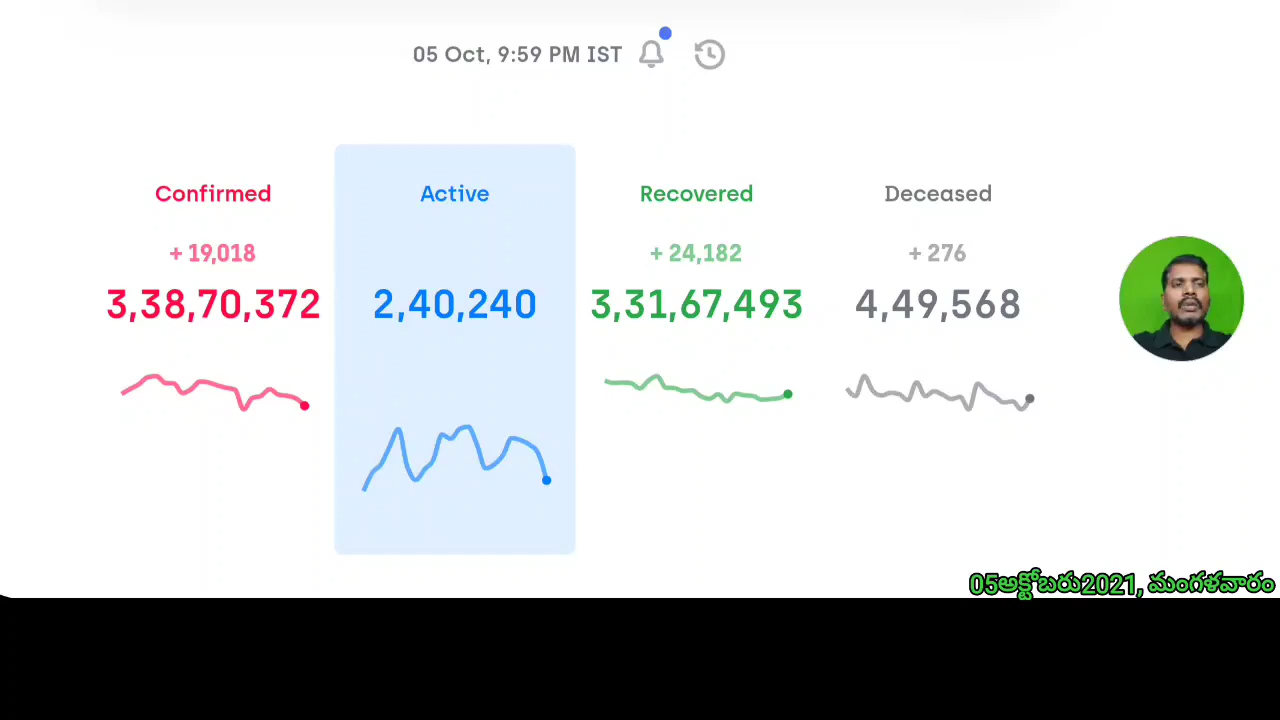 05 Oct, 9:59 PM IST
Confirmed
+ 19,018
3,38,70,372
Active
2,40,240
Recovered
+ 24,182
3,31,67,493
Deceased
+ 276
4,49,568
05అక్టోబరు2021, మంగళవారం